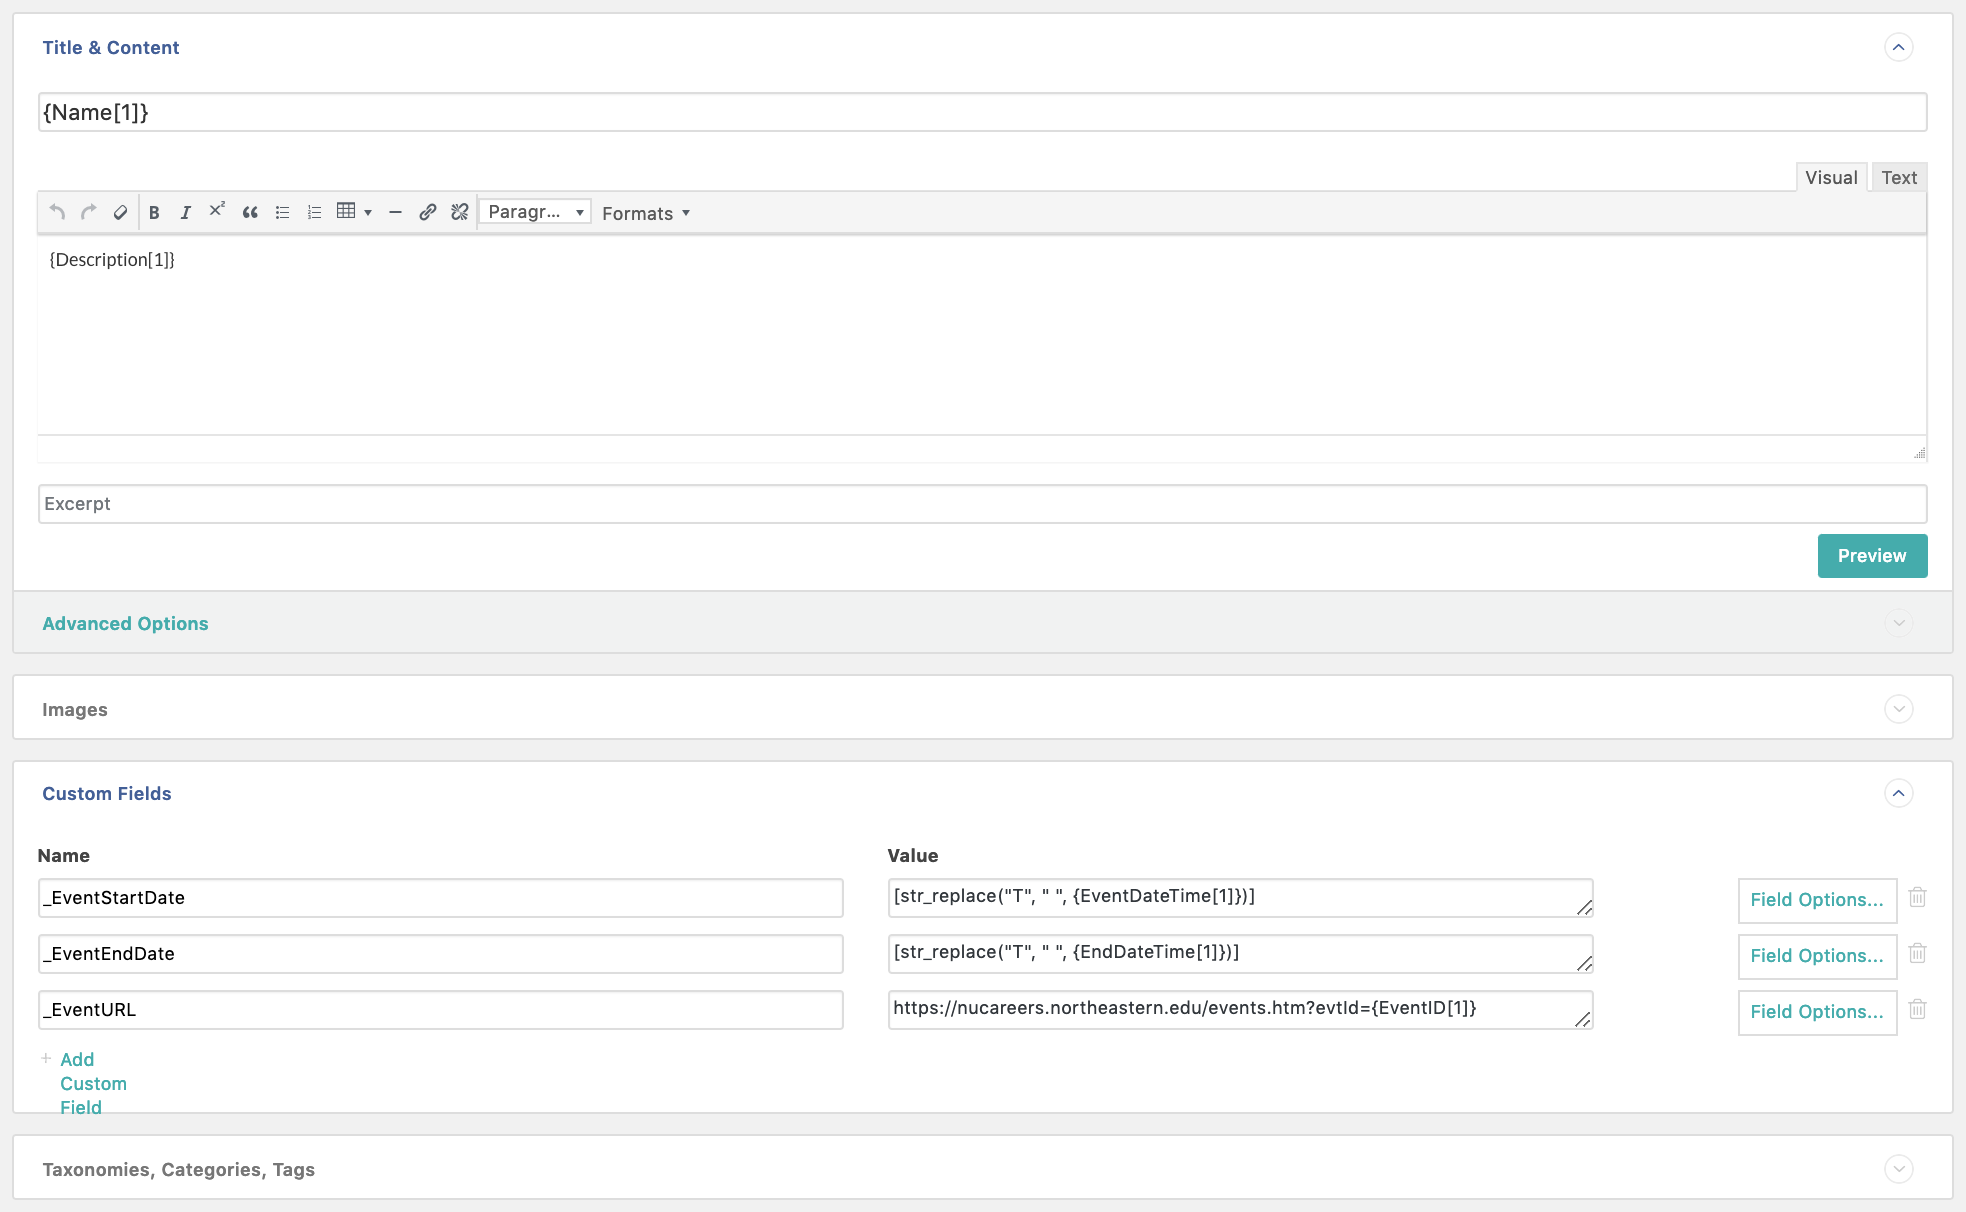 Title & Content
{Name[1]}
Visual Text
B I X² Paragr... Formats
{Description[1]}
Excerpt
Preview
Advanced Options
Images
Custom Fields
Name Value
_EventStartDate [str_replace("T", " ", {EventDateTime[1]})] Field Options...
_EventEndDate [str_replace("T", " ", {EndDateTime[1]})] Field Options...
_EventURL https://nucareers.northeastern.edu/events.htm?evtId={EventID[1]} Field Options...
+ Add
Custom
Field
Taxonomies, Categories, Tags